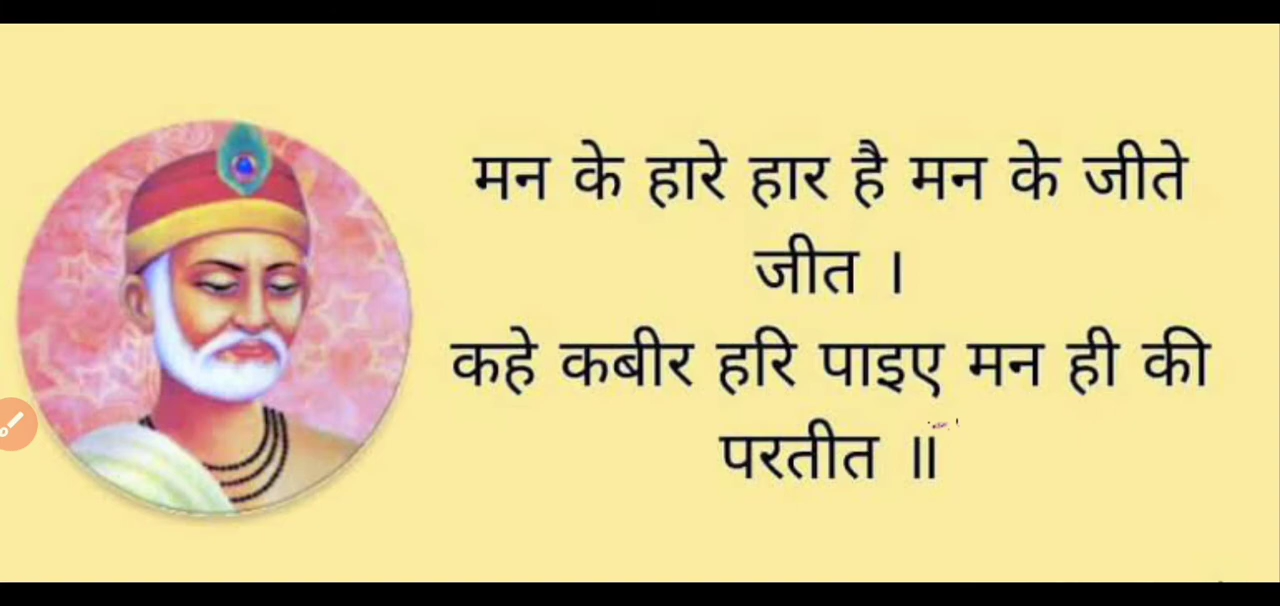 मन के हारे हार है मन के जीते
जीत ।
कहे कबीर हरि पाइए मन ही की
परतीत ॥